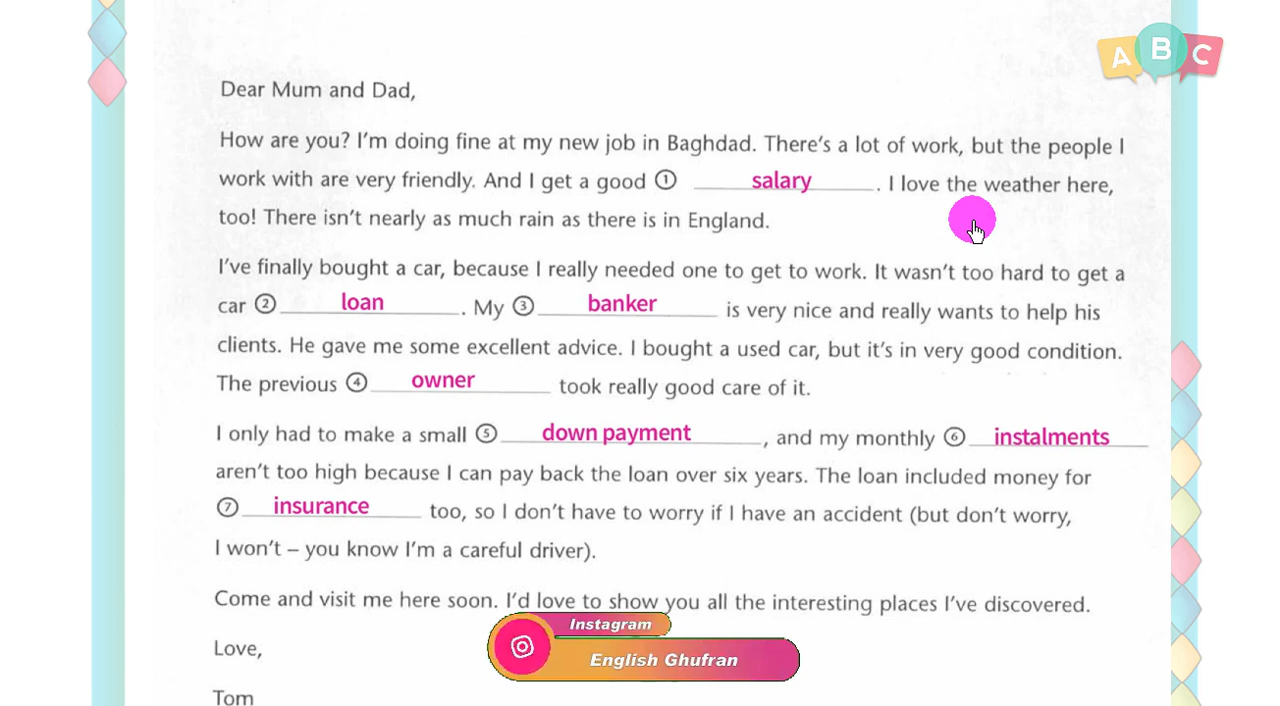 A B C
Dear Mum and Dad,
How are you? I'm doing fine at my new job in Baghdad. There's a lot of work, but the people I
work with are very friendly. And I get a good ① salary. I love the weather here,
too! There isn't nearly as much rain as there is in England.
I've finally bought a car, because I really needed one to get to work. It wasn't too hard to get a
car ② loan. My ③ banker is very nice and really wants to help his
clients. He gave me some excellent advice. I bought a used car, but it's in very good condition.
The previous ④ owner took really good care of it.
I only had to make a small ⑤ down payment, and my monthly ⑥ instalments
aren't too high because I can pay back the loan over six years. The loan included money for
⑦ insurance too, so I don't have to worry if I have an accident (but don't worry,
I won't – you know I'm a careful driver).
Come and visit me here soon. I'd love to show you all the interesting places I've discovered.
Instagram
English Ghufran
Love,
Tom